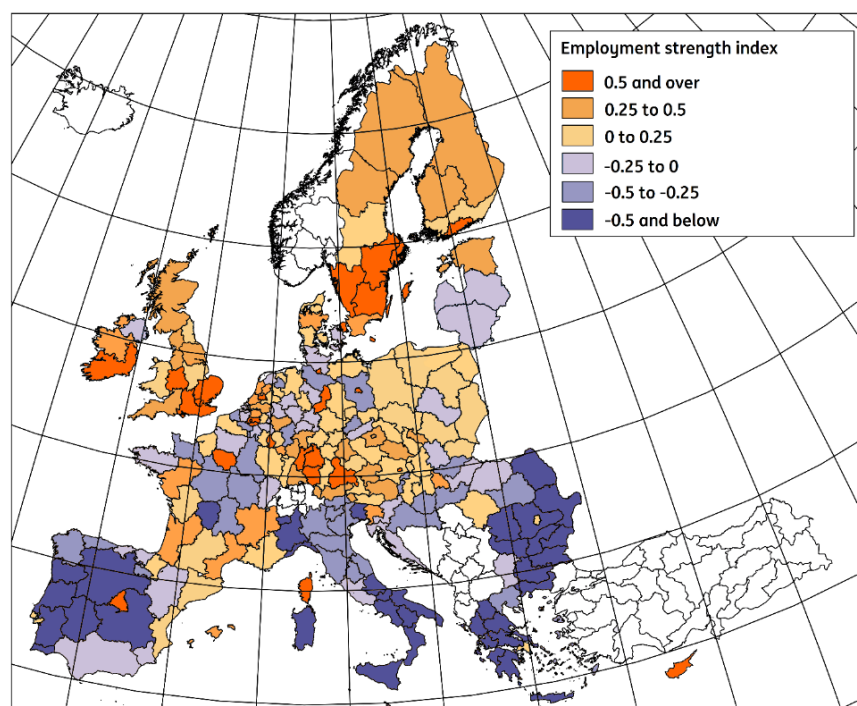 Employment strength index
0.5 and over
0.25 to 0.5
0 to 0.25
-0.25 to 0
-0.5 to -0.25
-0.5 and below